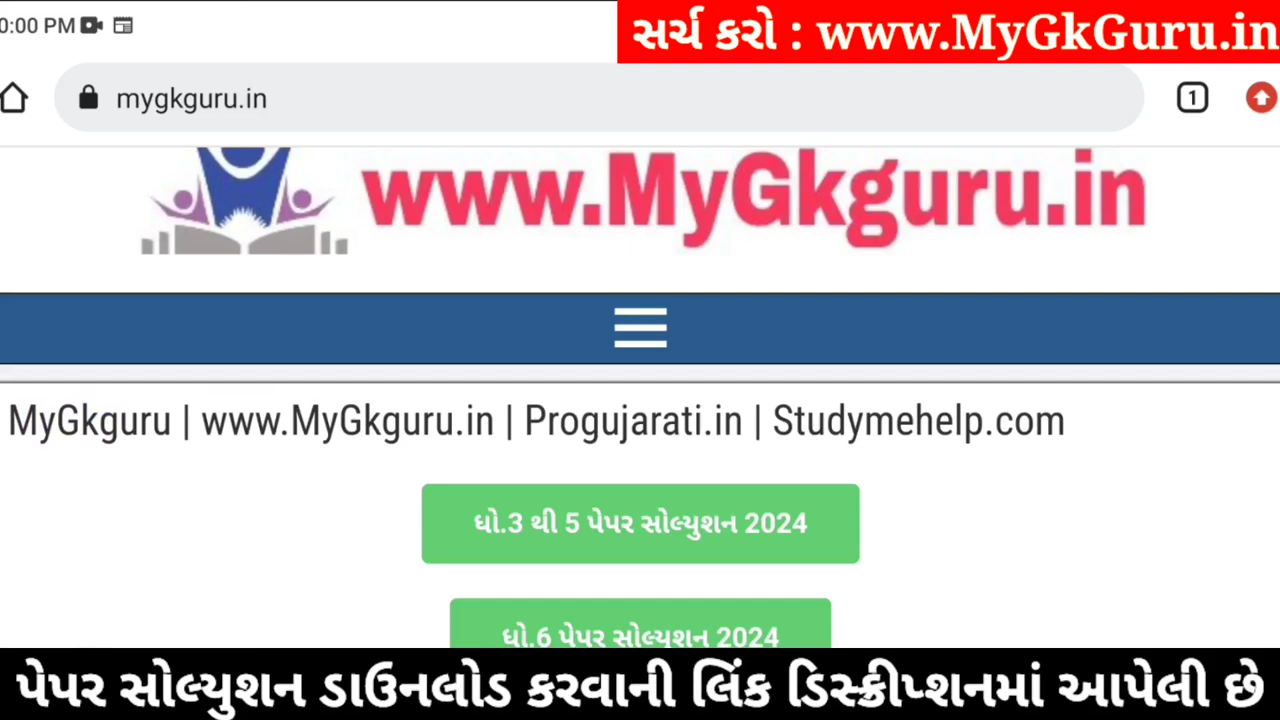 0:00 PM
સર્ચ કરો : www.MyGkGuru.in
mygkguru.in
1
www.MyGkguru.in
MyGkguru | www.MyGkguru.in | Progujarati.in | Studymehelp.com
ધો.3 થી 5 પેપર સોલ્યુશન 2024
ધો.6 પેપર સોલ્યુશન 2024
પેપર સોલ્યુશન ડાઉનલોડ કરવાની લિંક ડિસ્ક્રીપ્શનમાં આપેલી છે